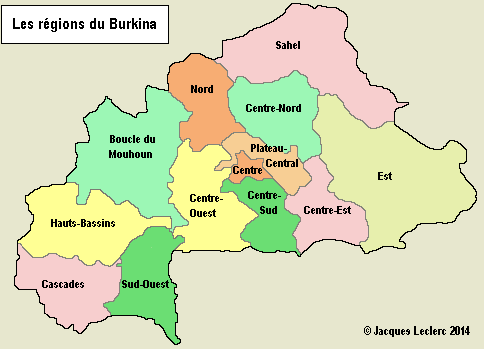 Les régions du Burkina
Sahel
Nord
Centre-Nord
Boucle du
Mouhoun
Plateau-
Central
Centre
Est
Centre-
Ouest
Centre-
Sud
Centre-Est
Hauts-Bassins
Cascades
Sud-Ouest
© Jacques Leclerc 2014